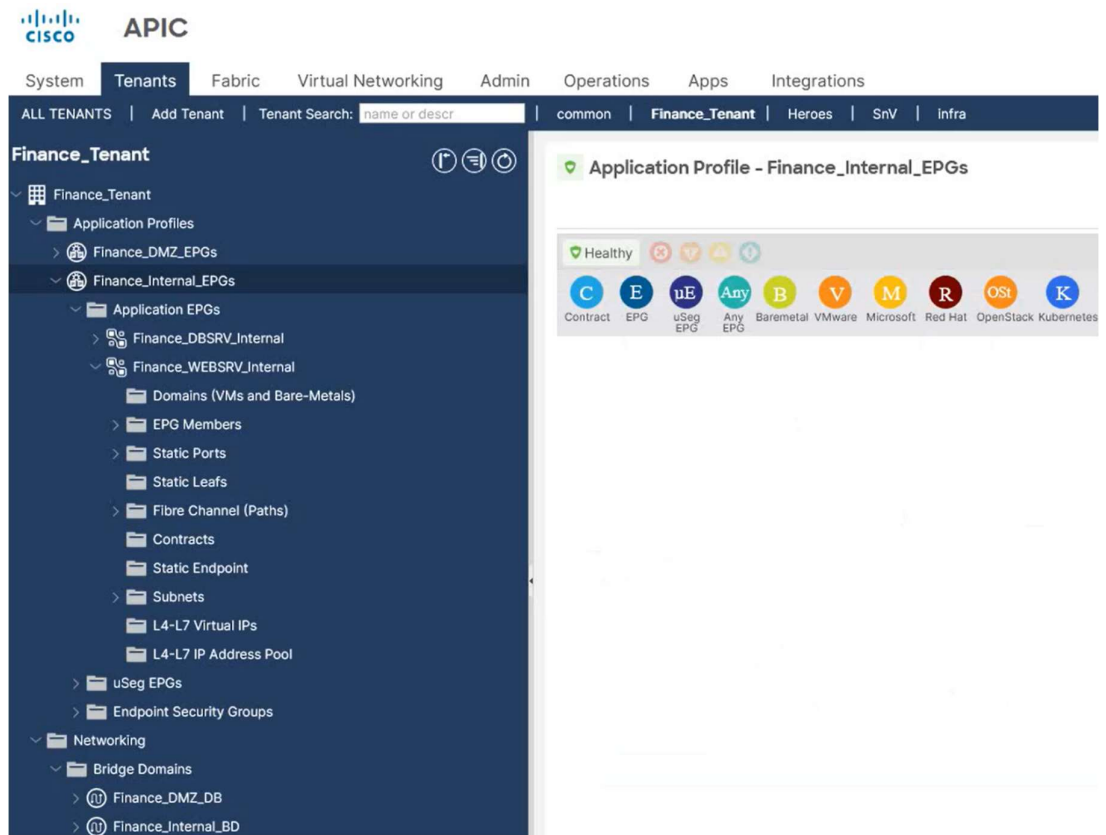 CISCO APIC
System Tenants Fabric Virtual Networking Admin Operations Apps Integrations
ALL TENANTS | Add Tenant | Tenant Search: name or descr | common | Finance_Tenant | Heroes | SnV | infra
Finance_Tenant
Finance_Tenant
Application Profiles
Finance_DMZ_EPGs
Finance_Internal_EPGs
Application EPGs
Finance_DBSRV_Internal
Finance_WEBSRV_Internal
Domains (VMs and Bare-Metals)
EPG Members
Static Ports
Static Leafs
Fibre Channel (Paths)
Contracts
Static Endpoint
Subnets
L4-L7 Virtual IPs
L4-L7 IP Address Pool
uSeg EPGs
Endpoint Security Groups
Networking
Bridge Domains
Finance_DMZ_DB
Finance_Internal_BD
Application Profile - Finance_Internal_EPGs
Healthy
C E µE Any B V M R OSt K
Contract EPG uSeg EPG Any EPG Baremetal VMware Microsoft Red Hat OpenStack Kubernetes